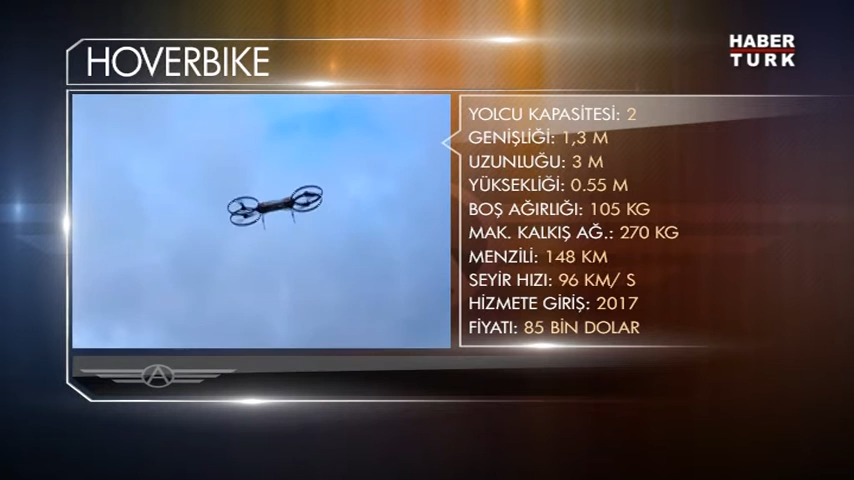 HOVERBIKE
HABER
TURK
YOLCU KAPASİTESİ: 2
GENİŞLİĞİ: 1,3 M
UZUNLUĞU: 3 M
YÜKSEKLİĞİ: 0.55 M
BOŞ AĞIRLIĞI: 105 KG
MAK. KALKIŞ AĞ.: 270 KG
MENZİLİ: 148 KM
SEYİR HIZI: 96 KM/ S
HİZMETE GİRİŞ: 2017
FİYATI: 85 BİN DOLAR
A